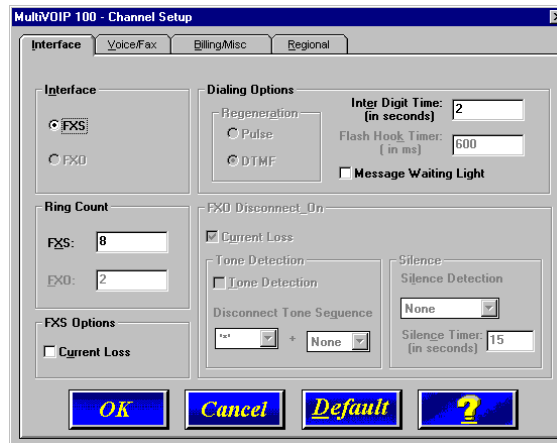 MultiVOIP 100 - Channel Setup
Interface
Voice/Fax
Billing/Misc
Regional
Interface
FXS
FXO
Dialing Options
Regeneration
Pulse
DTMF
Inter Digit Time:
(in seconds)
2
Flash Hook Timer:
( in ms)
600
Message Waiting Light
Ring Count
FXS:
8
FXO:
2
FXS Options
Current Loss
FXO Disconnect_On
Current Loss
Tone Detection
Tone Detection
Disconnect Tone Sequence
"*"
+
None
Silence
Silence Detection
None
Silence Timer:
(in seconds)
15
OK
Cancel
Default
?